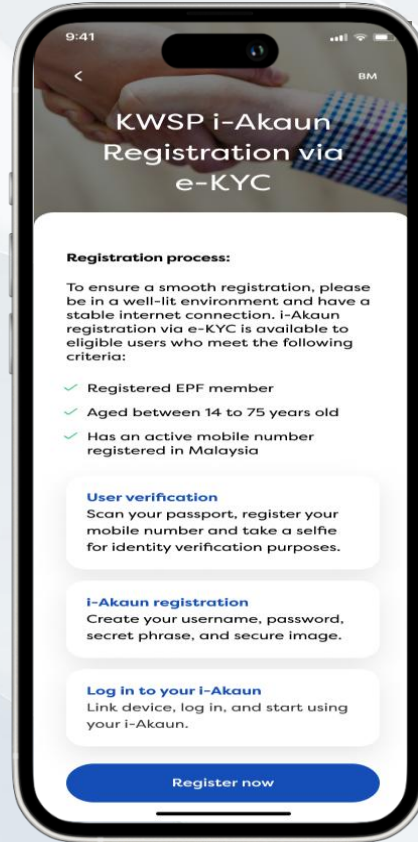 9:41
BM
KWSP i-Akaun
Registration via
e-KYC
Registration process:
To ensure a smooth registration, please
be in a well-lit environment and have a
stable internet connection. i-Akaun
registration via e-KYC is available to
eligible users who meet the following
criteria:
Registered EPF member
Aged between 14 to 75 years old
Has an active mobile number
registered in Malaysia
User verification
Scan your passport, register your
mobile number and take a selfie
for identity verification purposes.
i-Akaun registration
Create your username, password,
secret phrase, and secure image.
Log in to your i-Akaun
Link device, log in, and start using
your i-Akaun.
Register now